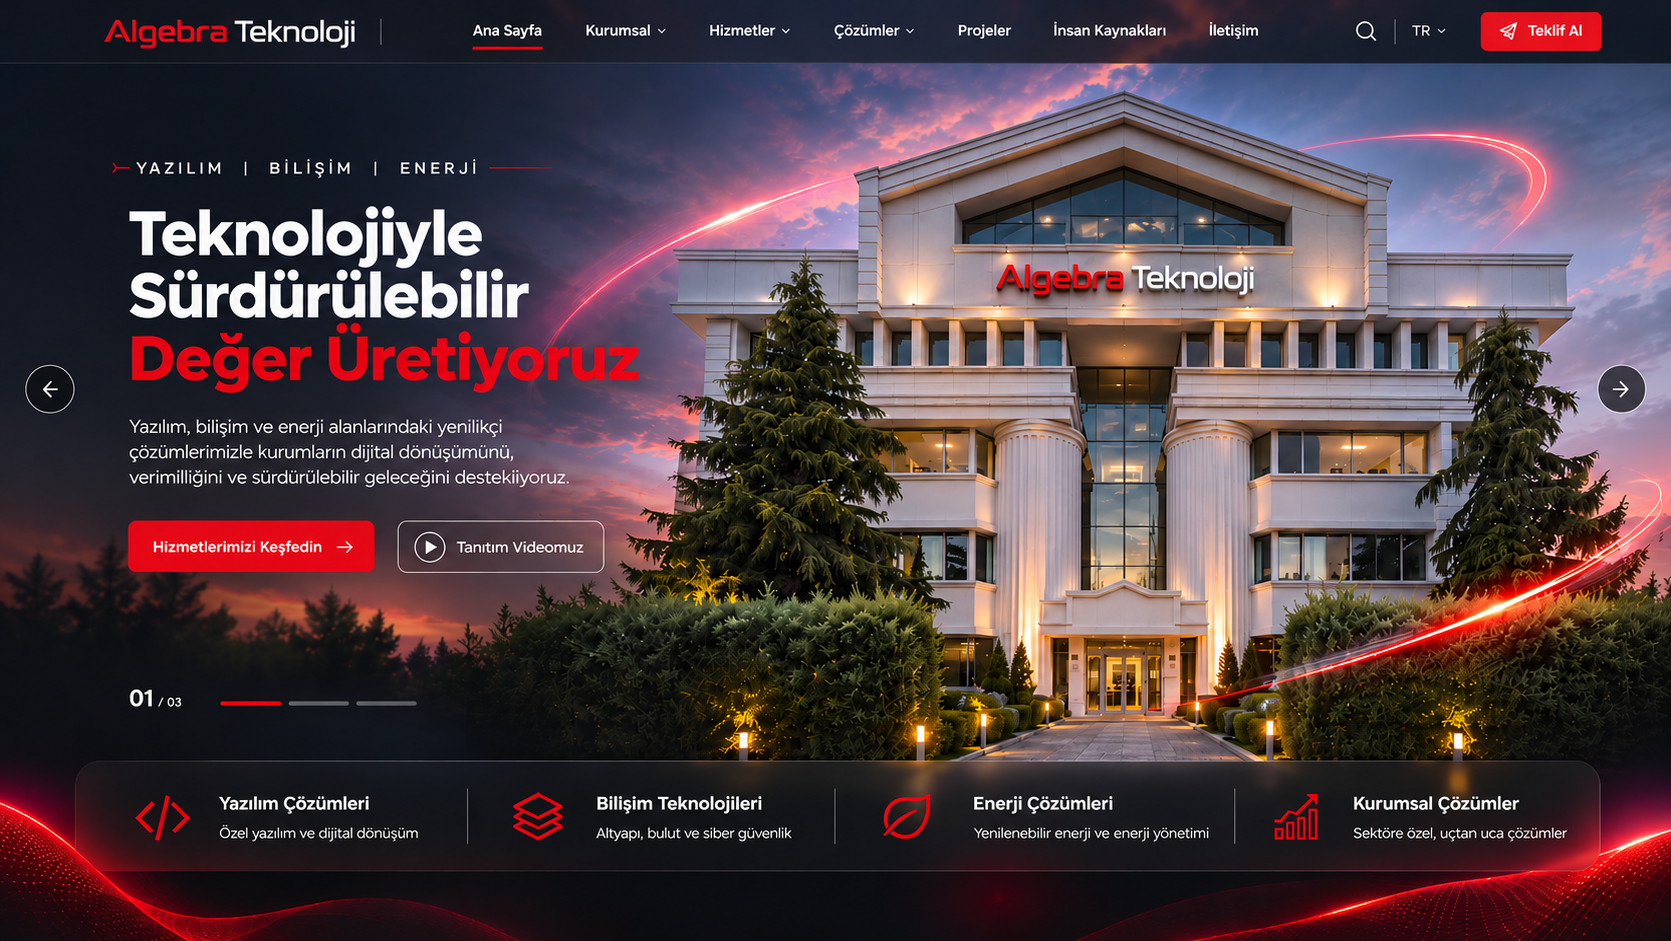 Algebra Teknoloji
Ana Sayfa
Kurumsal
Hizmetler
Çözümler
Projeler
İnsan Kaynakları
İletişim
TR
Teklif Al
YAZILIM | BİLİŞİM | ENERJİ
Teknolojiyle
Sürdürülebilir
Değer Üretiyoruz
Yazılım, bilişim ve enerji alanlarındaki yenilikçi
çözümlerimizle kurumların dijital dönüşümünü,
verimilliğini ve sürdürülebilir geleceğini destekiiyoruz.
Hizmetlerimizi Keşfedin
Tanıtım Videomuz
Algebra Teknoloji
01 / 03
Yazılım Çözümleri
Özel yazılım ve dijital dönüşüm
Bilişim Teknolojileri
Altyapı, bulut ve siber güvenlik
Enerji Çözümleri
Yenilenebilir enerji ve enerji yönetimi
Kurumsal Çözümler
Sektöre özel, uçtan uca çözümler